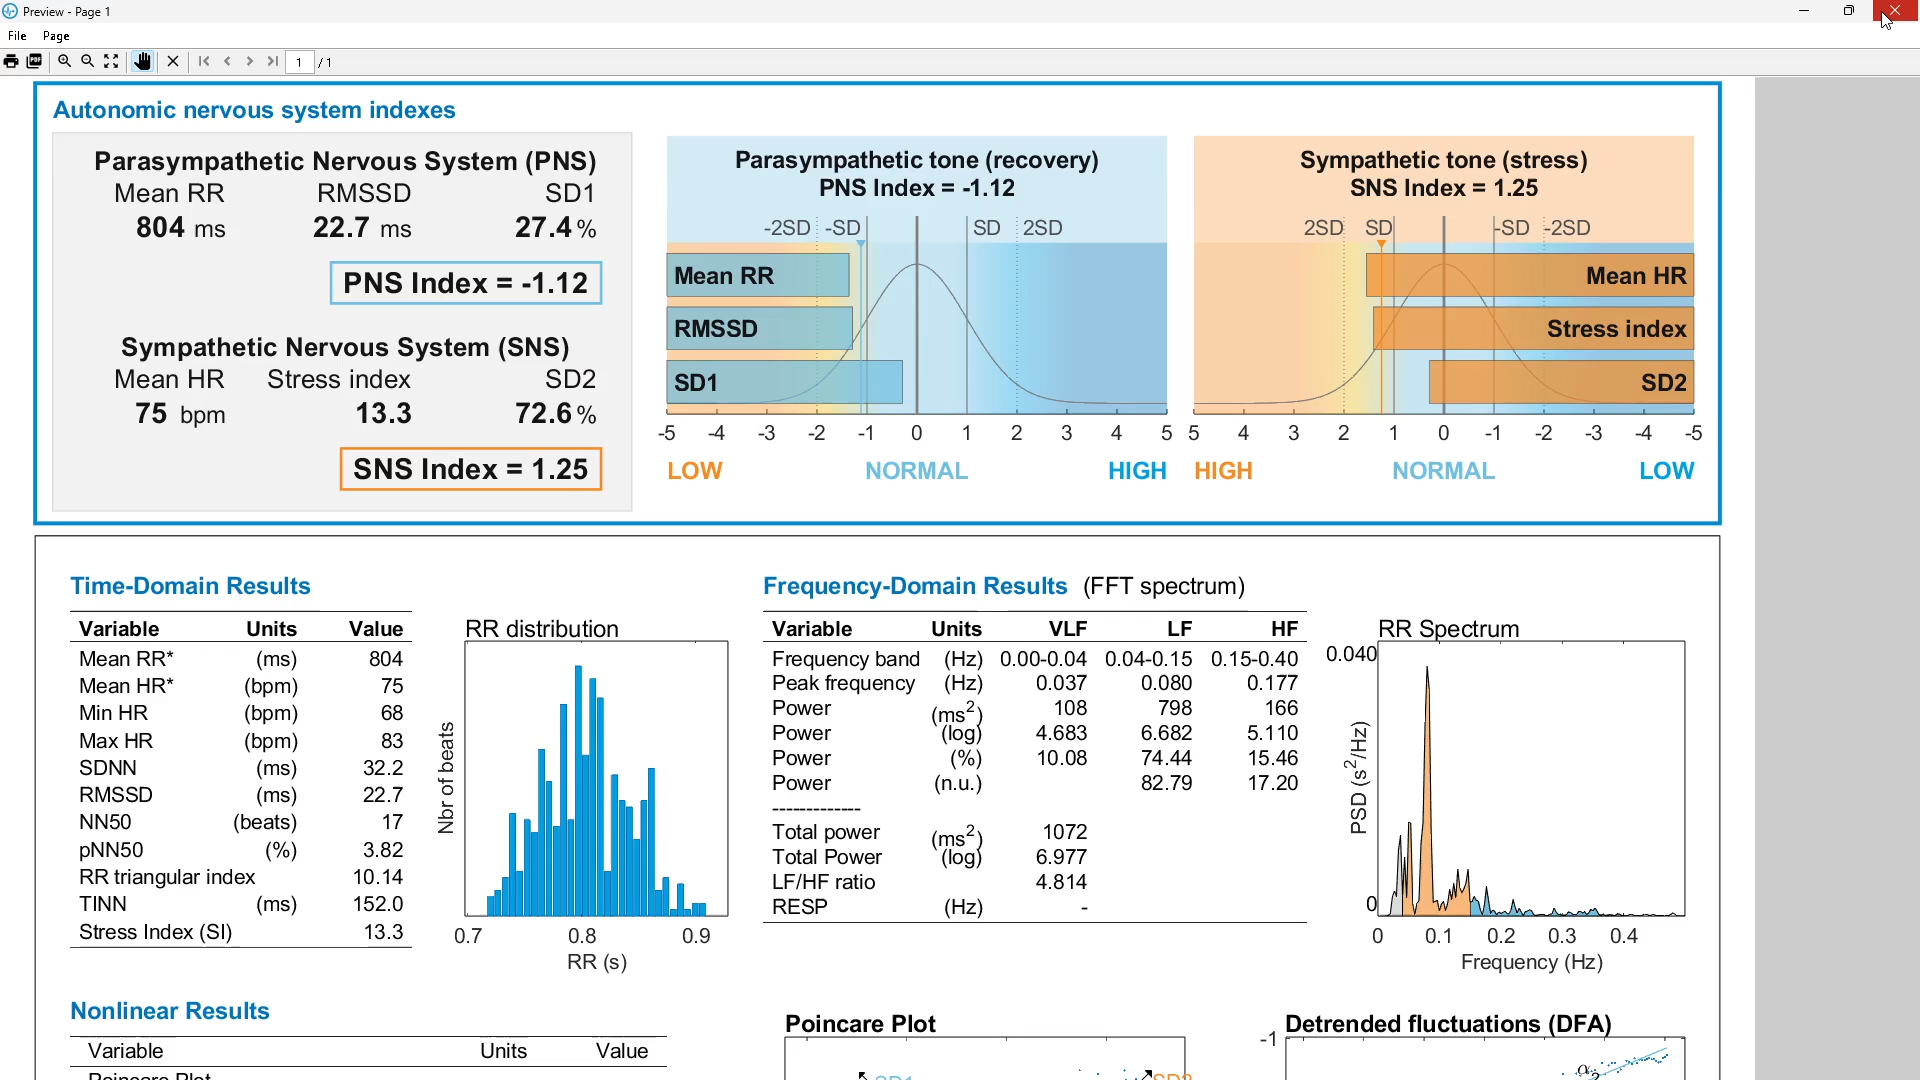 Preview - Page 1
File Page
1 / 1
Autonomic nervous system indexes
Parasympathetic Nervous System (PNS)
Mean RR RMSSD SD1
804 ms 22.7 ms 27.4 %
PNS Index = -1.12
Sympathetic Nervous System (SNS)
Mean HR Stress index SD2
75 bpm 13.3 72.6 %
SNS Index = 1.25
Parasympathetic tone (recovery)
PNS Index = -1.12
-2SD -SD SD 2SD
Mean RR
RMSSD
SD1
-5 -4 -3 -2 -1 0 1 2 3 4 5
LOW NORMAL HIGH
Sympathetic tone (stress)
SNS Index = 1.25
2SD SD -SD -2SD
Mean HR
Stress index
SD2
5 4 3 2 1 0 -1 -2 -3 -4 -5
HIGH NORMAL LOW
Time-Domain Results
Variable Units Value
Mean RR* (ms) 804
Mean HR* (bpm) 75
Min HR (bpm) 68
Max HR (bpm) 83
SDNN (ms) 32.2
RMSSD (ms) 22.7
NN50 (beats) 17
pNN50 (%) 3.82
RR triangular index 10.14
TINN (ms) 152.0
Stress Index (SI) 13.3
RR distribution
Nbr of beats
0.7 0.8 0.9
RR (s)
Frequency-Domain Results (FFT spectrum)
Variable Units VLF LF HF
Frequency band (Hz) 0.00-0.04 0.04-0.15 0.15-0.40
Peak frequency (Hz) 0.037 0.080 0.177
Power (ms2) 108 798 166
Power (log) 4.683 6.682 5.110
Power (%) 10.08 74.44 15.46
Power (n.u.) 82.79 17.20
-------------
Total power (ms2) 1072
Total Power (log) 6.977
LF/HF ratio 4.814
RESP (Hz) -
RR Spectrum
0.040
PSD (s2/Hz)
0
0 0.1 0.2 0.3 0.4
Frequency (Hz)
Nonlinear Results
Variable Units Value
Poincare Plot
Poincare Plot
SD1 SD2
Detrended fluctuations (DFA)
-1
α2